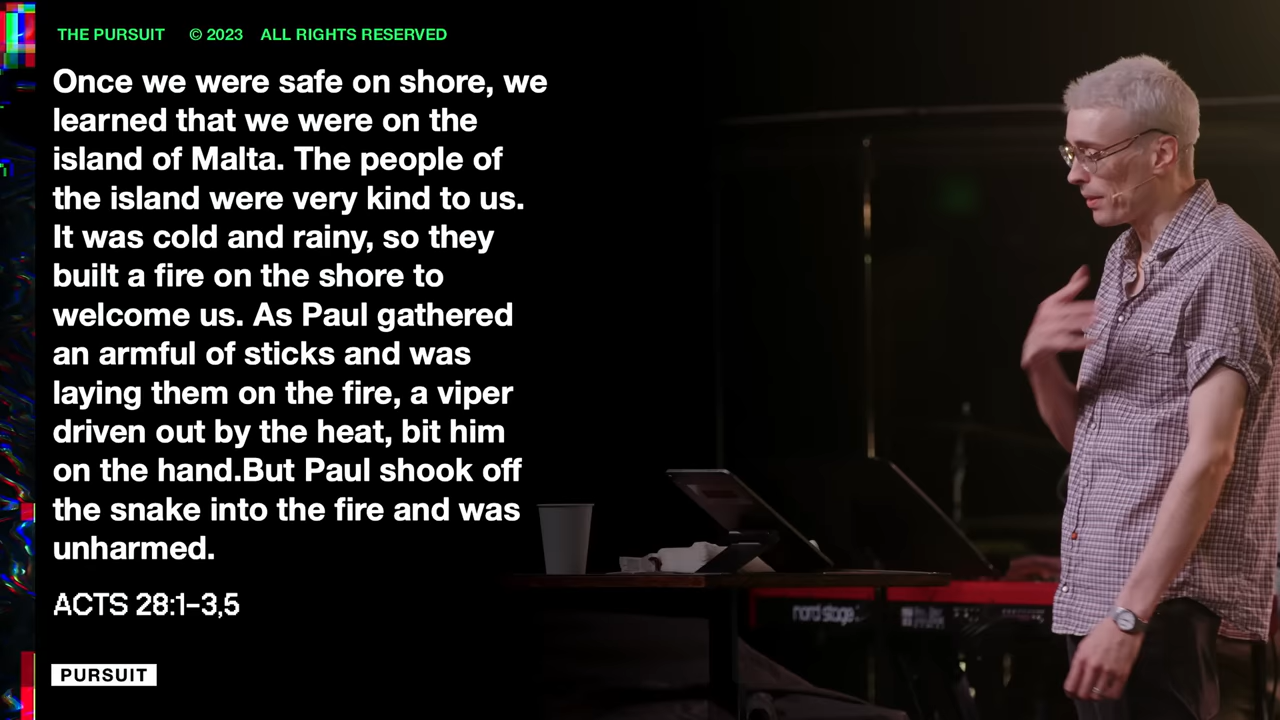 THE PURSUIT © 2023 ALL RIGHTS RESERVED
Once we were safe on shore, we
learned that we were on the
island of Malta. The people of
the island were very kind to us.
It was cold and rainy, so they
built a fire on the shore to
welcome us. As Paul gathered
an armful of sticks and was
laying them on the fire, a viper
driven out by the heat, bit him
on the hand.But Paul shook off
the snake into the fire and was
unharmed.
ACTS 28:1–3,5
nord stage
PURSUIT